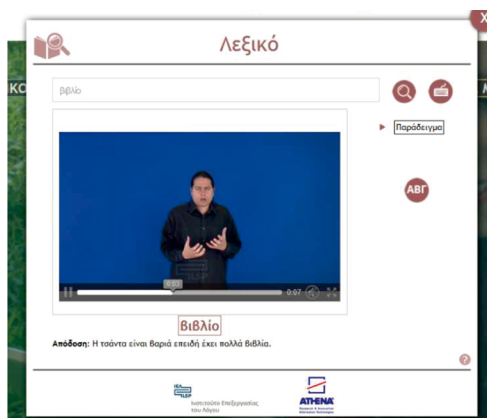 X
Λεξικό
ΚΟ
βιβλίο
Παράδειγμα
ΑΒΓ
0:03
0:07
Βιβλίο
Απόδοση: Η τσάντα είναι βαριά επειδή έχει πολλά βιβλία.
?
Ινστιτούτο Επεξεργασίας
του Λόγου
ATHENA